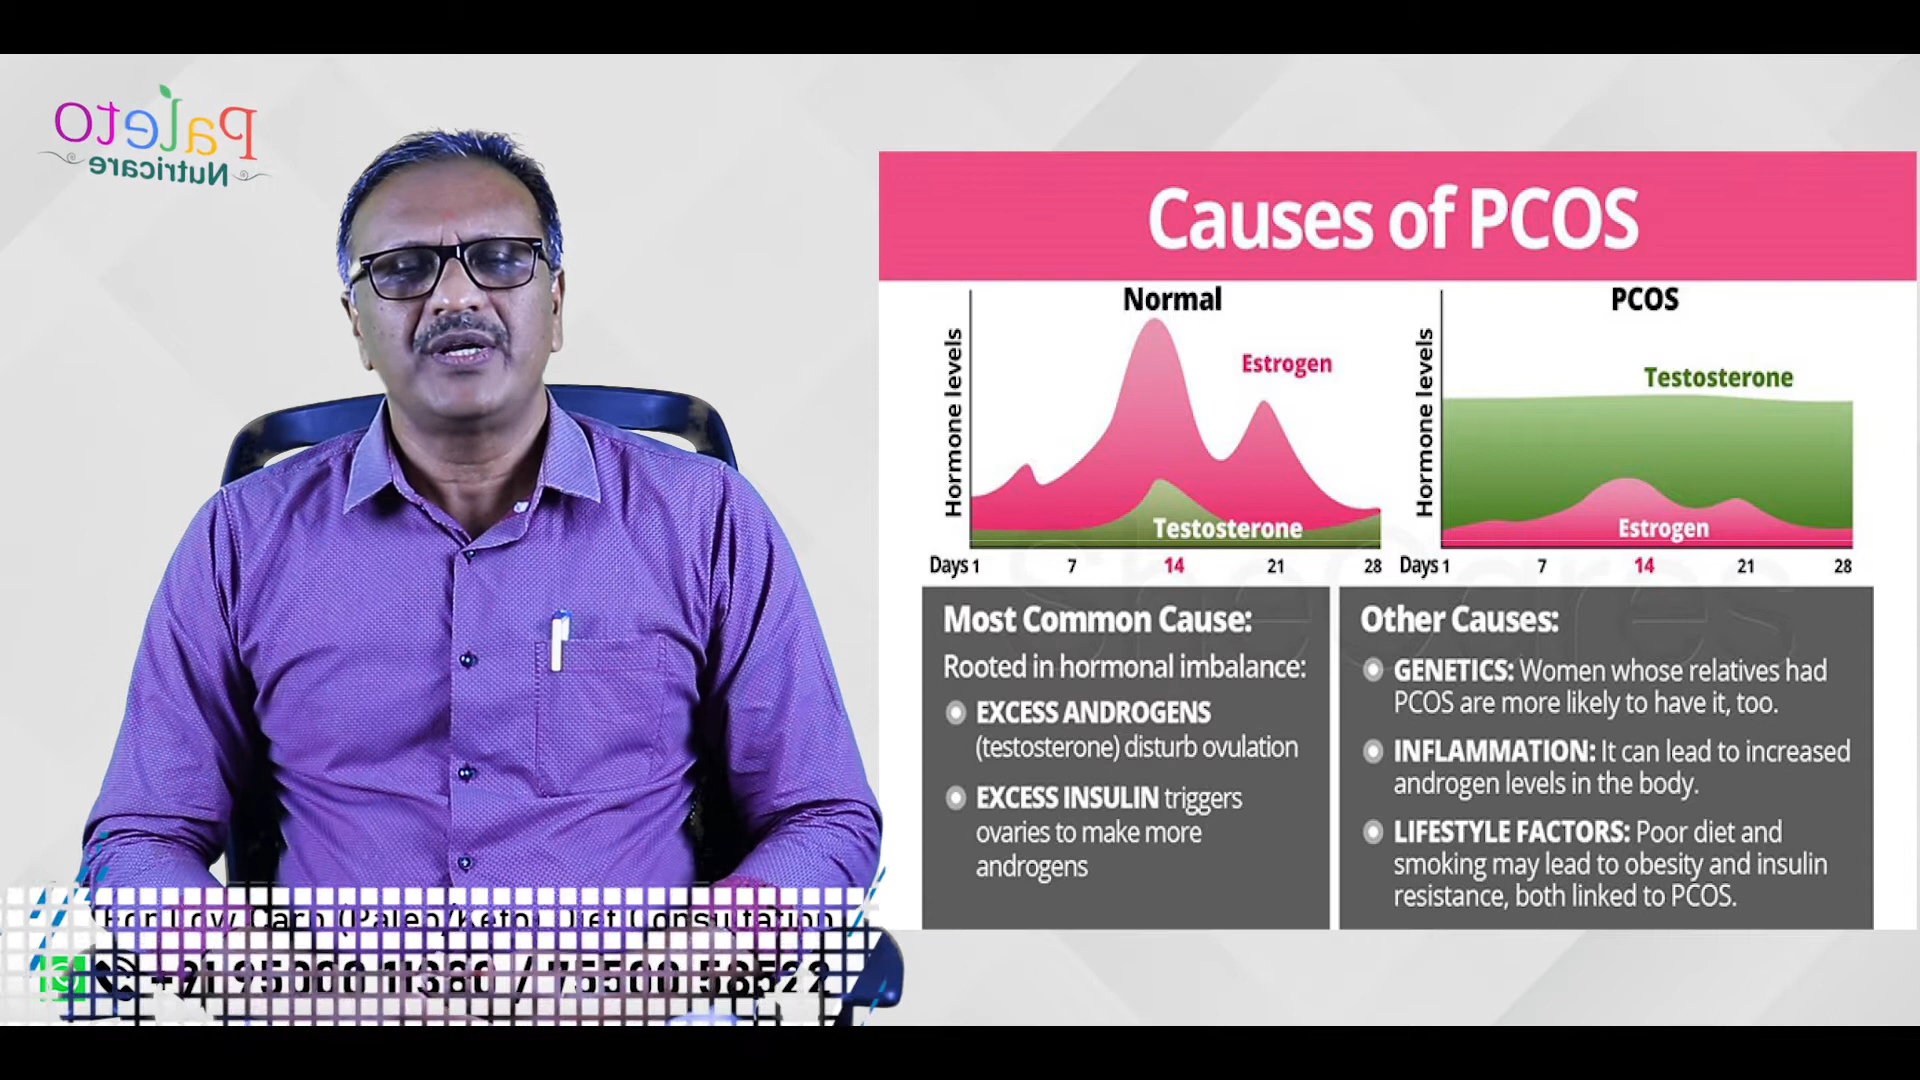 Paleto
Nutricare
Causes of PCOS
Normal
Hormone levels
Estrogen
Testosterone
Days 1 7 14 21 28
PCOS
Hormone levels
Testosterone
Estrogen
Days 1 7 14 21 28
Most Common Cause:
Rooted in hormonal imbalance:
EXCESS ANDROGENS
(testosterone) disturb ovulation
EXCESS INSULIN triggers
ovaries to make more
androgens
Other Causes:
GENETICS: Women whose relatives had
PCOS are more likely to have it, too.
INFLAMMATION: It can lead to increased
androgen levels in the body.
LIFESTYLE FACTORS: Poor diet and
smoking may lead to obesity and insulin
resistance, both linked to PCOS.
SheCares
For Low Carb (Paleo/Keto) Diet Consultation